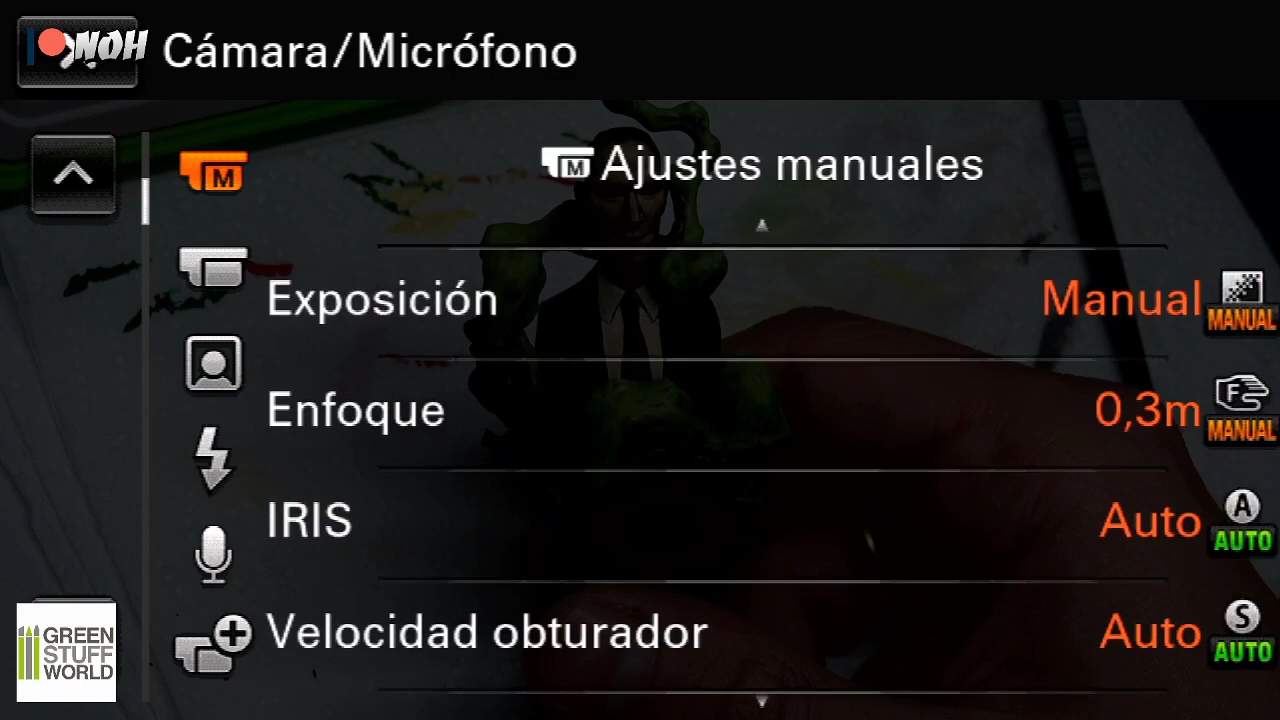 ÑOH
Cámara/Micrófono
M
M Ajustes manuales
Exposición
Manual
MANUAL
Enfoque
0,3m
F
MANUAL
IRIS
Auto
A
AUTO
Velocidad obturador
Auto
S
AUTO
GREEN
STUFF
WORLD